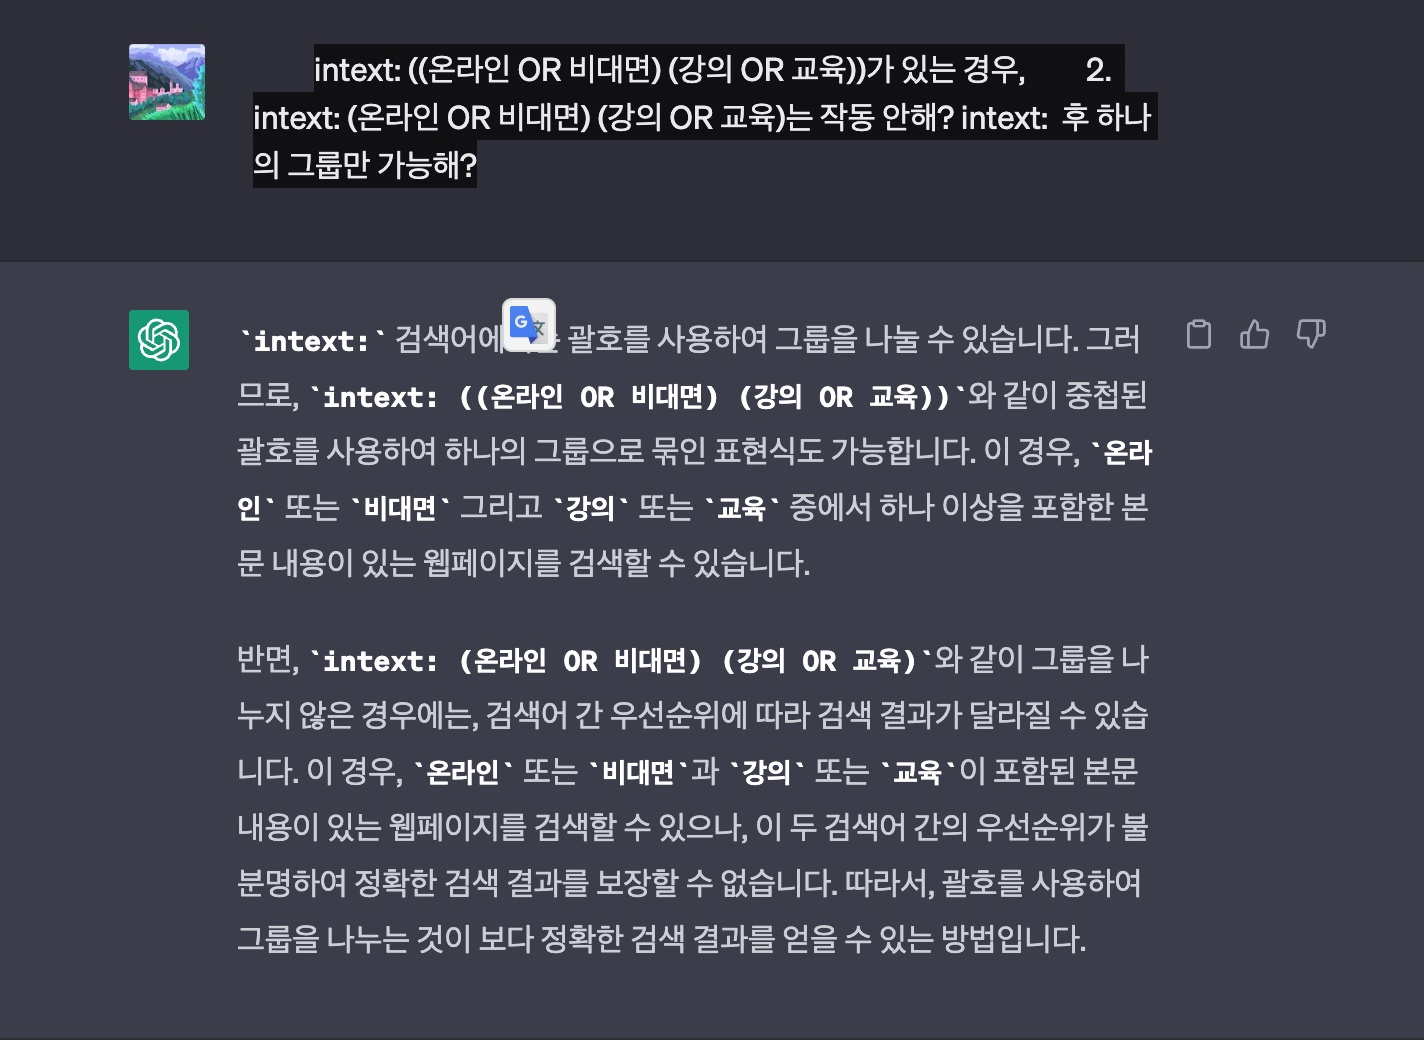 intext: ((온라인 OR 비대면) (강의 OR 교육))가 있는 경우, 2.
intext: (온라인 OR 비대면) (강의 OR 교육)는 작동 안해? intext: 후 하나
의 그룹만 가능해?
`intext:` 검색어에 괄호를 사용하여 그룹을 나눌 수 있습니다. 그러
므로, `intext: ((온라인 OR 비대면) (강의 OR 교육))`와 같이 중첩된
괄호를 사용하여 하나의 그룹으로 묶인 표현식도 가능합니다. 이 경우, `온라
인` 또는 `비대면` 그리고 `강의` 또는 `교육` 중에서 하나 이상을 포함한 본
문 내용이 있는 웹페이지를 검색할 수 있습니다.
반면, `intext: (온라인 OR 비대면) (강의 OR 교육)`와 같이 그룹을 나
누지 않은 경우에는, 검색어 간 우선순위에 따라 검색 결과가 달라질 수 있습
니다. 이 경우, `온라인` 또는 `비대면`과 `강의` 또는 `교육`이 포함된 본문
내용이 있는 웹페이지를 검색할 수 있으나, 이 두 검색어 간의 우선순위가 불
분명하여 정확한 검색 결과를 보장할 수 없습니다. 따라서, 괄호를 사용하여
그룹을 나누는 것이 보다 정확한 검색 결과를 얻을 수 있는 방법입니다.